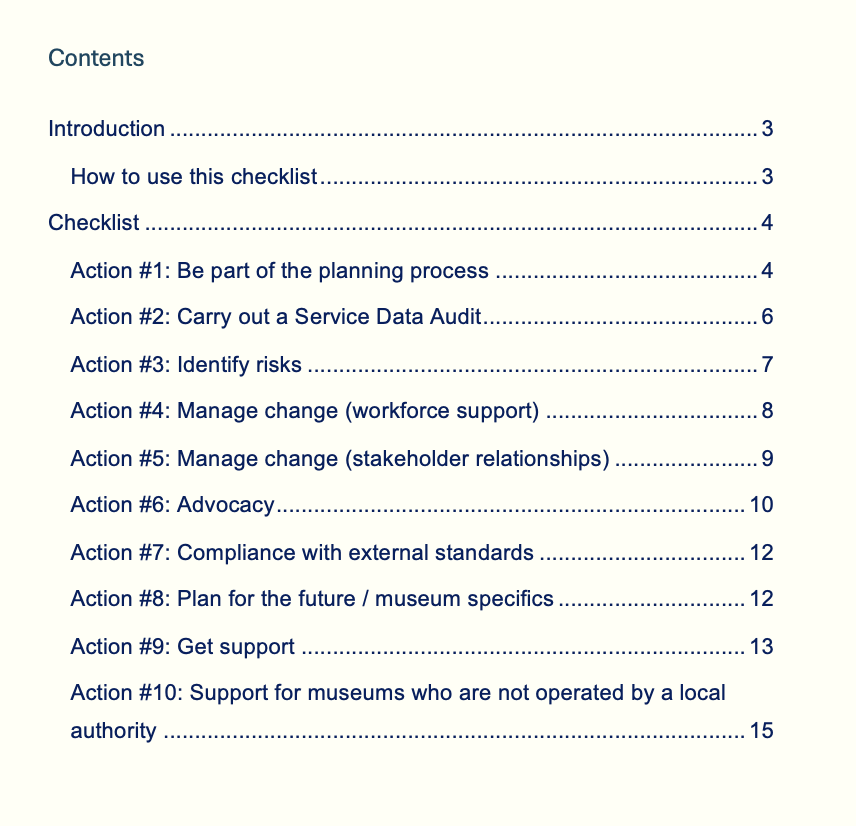 Contents
Introduction ........................................................................................... 3
How to use this checklist...................................................................... 3
Checklist ................................................................................................ 4
Action #1: Be part of the planning process .......................................... 4
Action #2: Carry out a Service Data Audit............................................ 6
Action #3: Identify risks ........................................................................ 7
Action #4: Manage change (workforce support) .................................. 8
Action #5: Manage change (stakeholder relationships) ....................... 9
Action #6: Advocacy........................................................................... 10
Action #7: Compliance with external standards ................................. 12
Action #8: Plan for the future / museum specifics .............................. 12
Action #9: Get support ....................................................................... 13
Action #10: Support for museums who are not operated by a local
authority ............................................................................................. 15